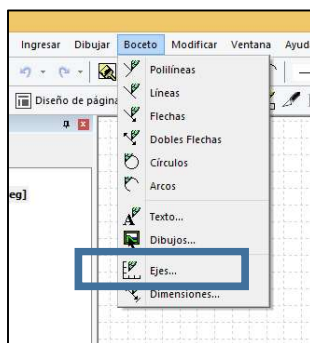 Ingresar Dibujar Boceto Modificar Ventana Ayud
Polilíneas
Diseño de página
Líneas
Flechas
Dobles Flechas
Círculos
Arcos
eg]
Texto...
Dibujos...
Ejes...
Dimensiones...